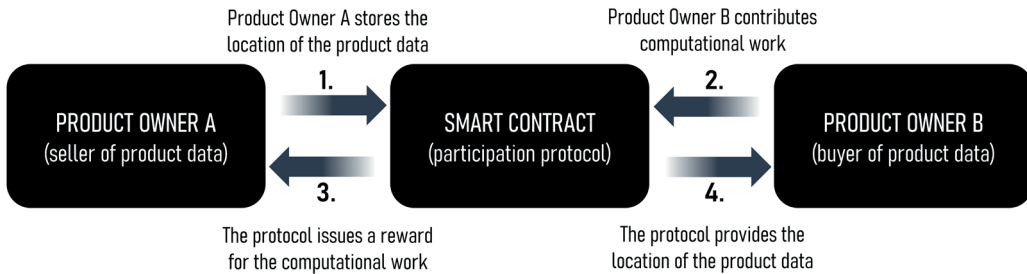 Product Owner A stores the
location of the product data
Product Owner B contributes
computational work
1.
2.
PRODUCT OWNER A
(seller of product data)
SMART CONTRACT
(participation protocol)
PRODUCT OWNER B
(buyer of product data)
3.
4.
The protocol issues a reward
for the computational work
The protocol provides the
location of the product data